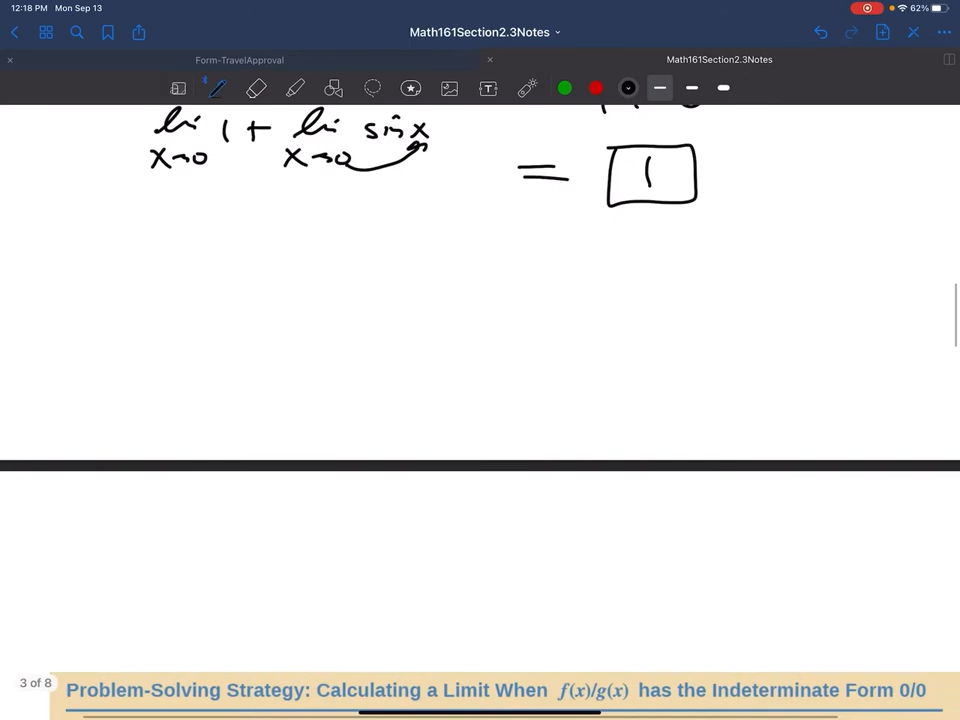 12:18 PM Mon Sep 13
62%
Math161Section2.3Notes
Form-TravelApproval
Math161Section2.3Notes
lim 1 + lim sin x
x→0 x→0
= 1
3 of 8
Problem-Solving Strategy: Calculating a Limit When f(x)/g(x) has the Indeterminate Form 0/0